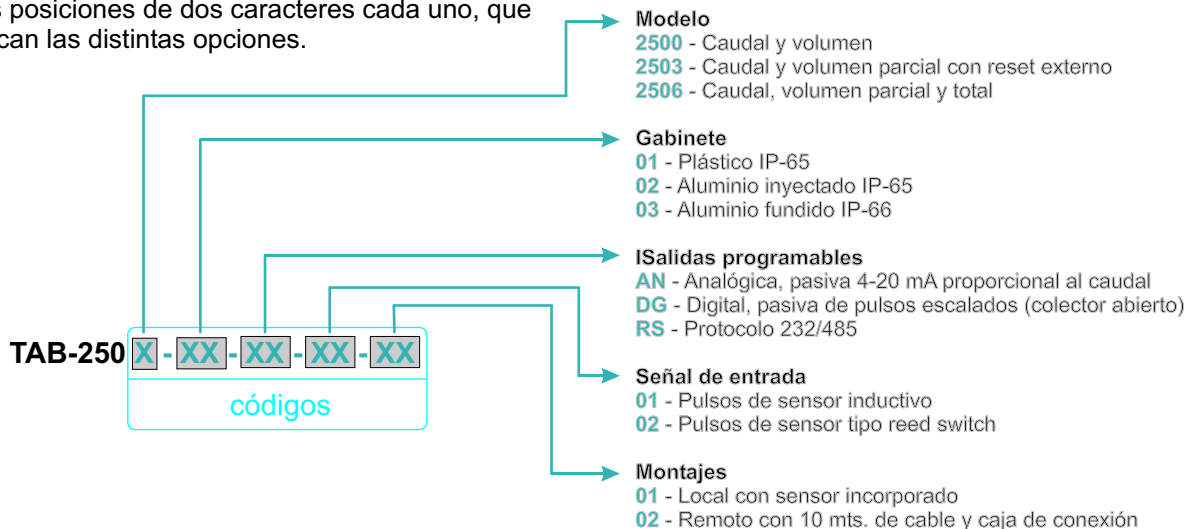 s posiciones de dos caracteres cada uno, que
can las distintas opciones.
Modelo
2500 - Caudal y volumen
2503 - Caudal y volumen parcial con reset externo
2506 - Caudal, volumen parcial y total
Gabinete
01 - Plástico IP-65
02 - Aluminio inyectado IP-65
03 - Aluminio fundido IP-66
ISalidas programables
AN - Analógica, pasiva 4-20 mA proporcional al caudal
DG - Digital, pasiva de pulsos escalados (colector abierto)
RS - Protocolo 232/485
TAB-250 X - XX - XX - XX - XX
códigos
Señal de entrada
01 - Pulsos de sensor inductivo
02 - Pulsos de sensor tipo reed switch
Montajes
01 - Local con sensor incorporado
02 - Remoto con 10 mts. de cable y caja de conexión